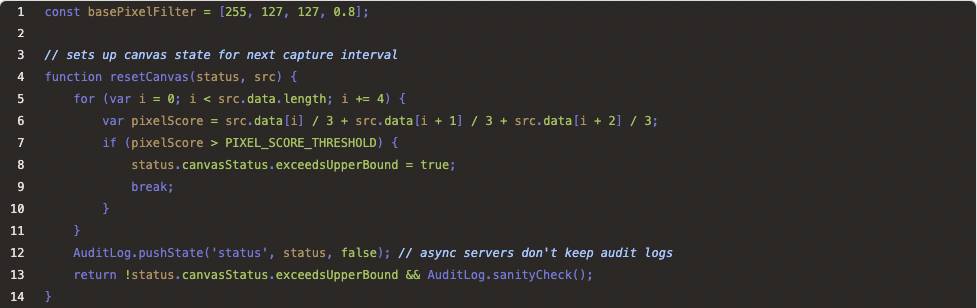 1 const basePixelFilter = [255, 127, 127, 0.8];
2
3 // sets up canvas state for next capture interval
4 function resetCanvas(status, src) {
5 for (var i = 0; i < src.data.length; i += 4) {
6 var pixelScore = src.data[i] / 3 + src.data[i + 1] / 3 + src.data[i + 2] / 3;
7 if (pixelScore > PIXEL_SCORE_THRESHOLD) {
8 status.canvasStatus.exceedsUpperBound = true;
9 break;
10 }
11 }
12 AuditLog.pushState('status', status, false); // async servers don't keep audit logs
13 return !status.canvasStatus.exceedsUpperBound && AuditLog.sanityCheck();
14 }